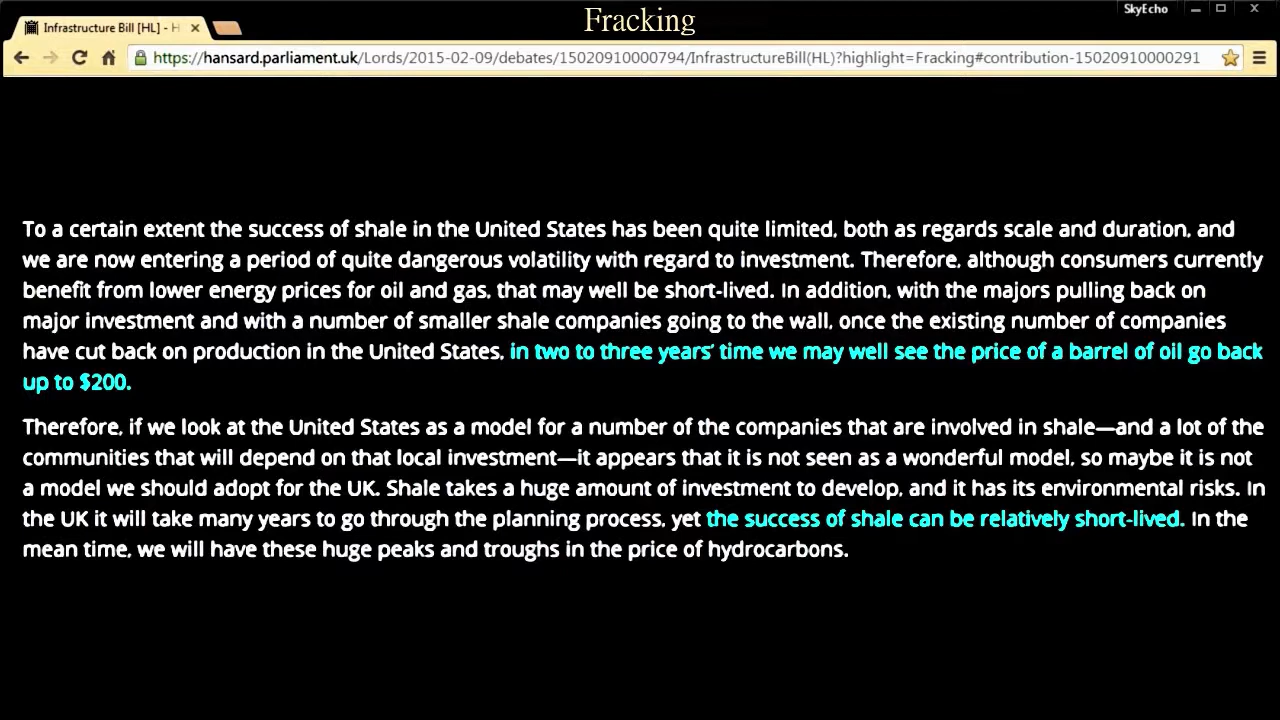 Fracking
SkyEcho
Infrastructure Bill [HL] - H
https://hansard.parliament.uk/Lords/2015-02-09/debates/15020910000794/InfrastructureBill(HL)?highlight=Fracking#contribution-15020910000291
To a certain extent the success of shale in the United States has been quite limited, both as regards scale and duration, and
we are now entering a period of quite dangerous volatility with regard to investment. Therefore, although consumers currently
benefit from lower energy prices for oil and gas, that may well be short-lived. In addition, with the majors pulling back on
major investment and with a number of smaller shale companies going to the wall, once the existing number of companies
have cut back on production in the United States, in two to three years’ time we may well see the price of a barrel of oil go back
up to $200.
Therefore, if we look at the United States as a model for a number of the companies that are involved in shale—and a lot of the
communities that will depend on that local investment—it appears that it is not seen as a wonderful model, so maybe it is not
a model we should adopt for the UK. Shale takes a huge amount of investment to develop, and it has its environmental risks. In
the UK it will take many years to go through the planning process, yet the success of shale can be relatively short-lived. In the
mean time, we will have these huge peaks and troughs in the price of hydrocarbons.